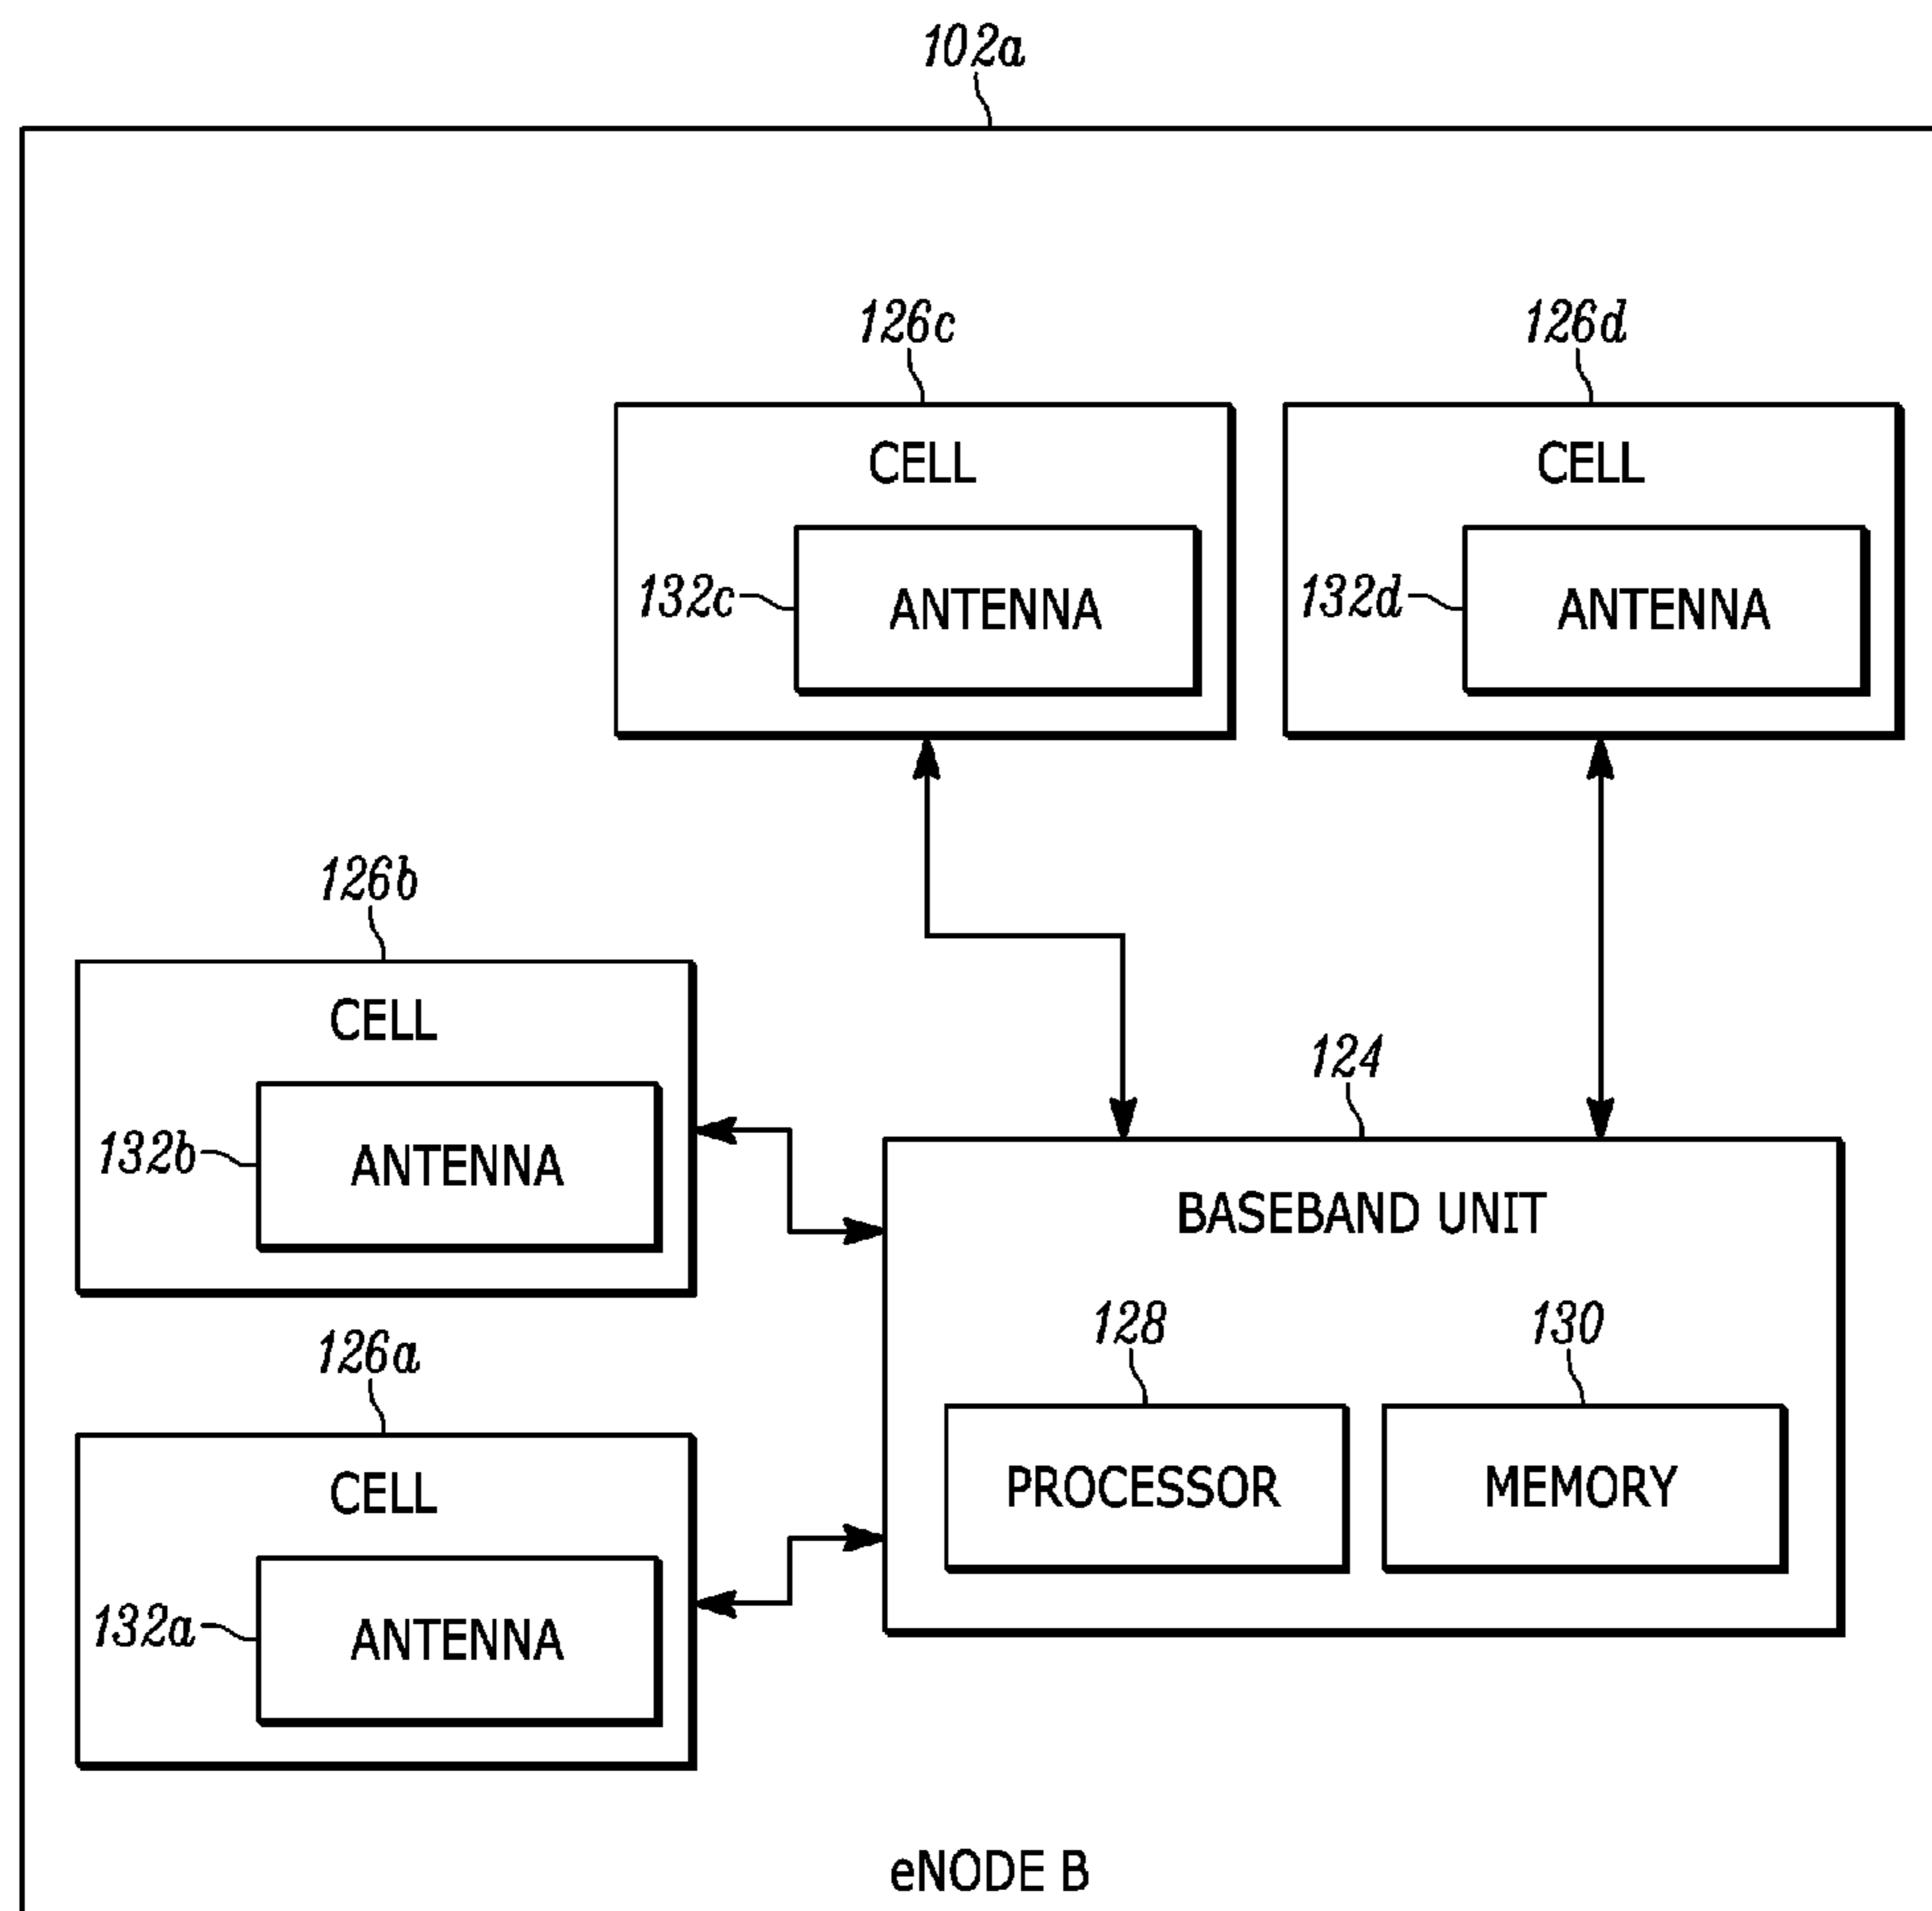 102a
126c
126d
CELL
CELL
132c
ANTENNA
132d
ANTENNA
126b
CELL
132b
ANTENNA
124
BASEBAND UNIT
128
130
PROCESSOR
MEMORY
126a
CELL
132a
ANTENNA
eNODE B